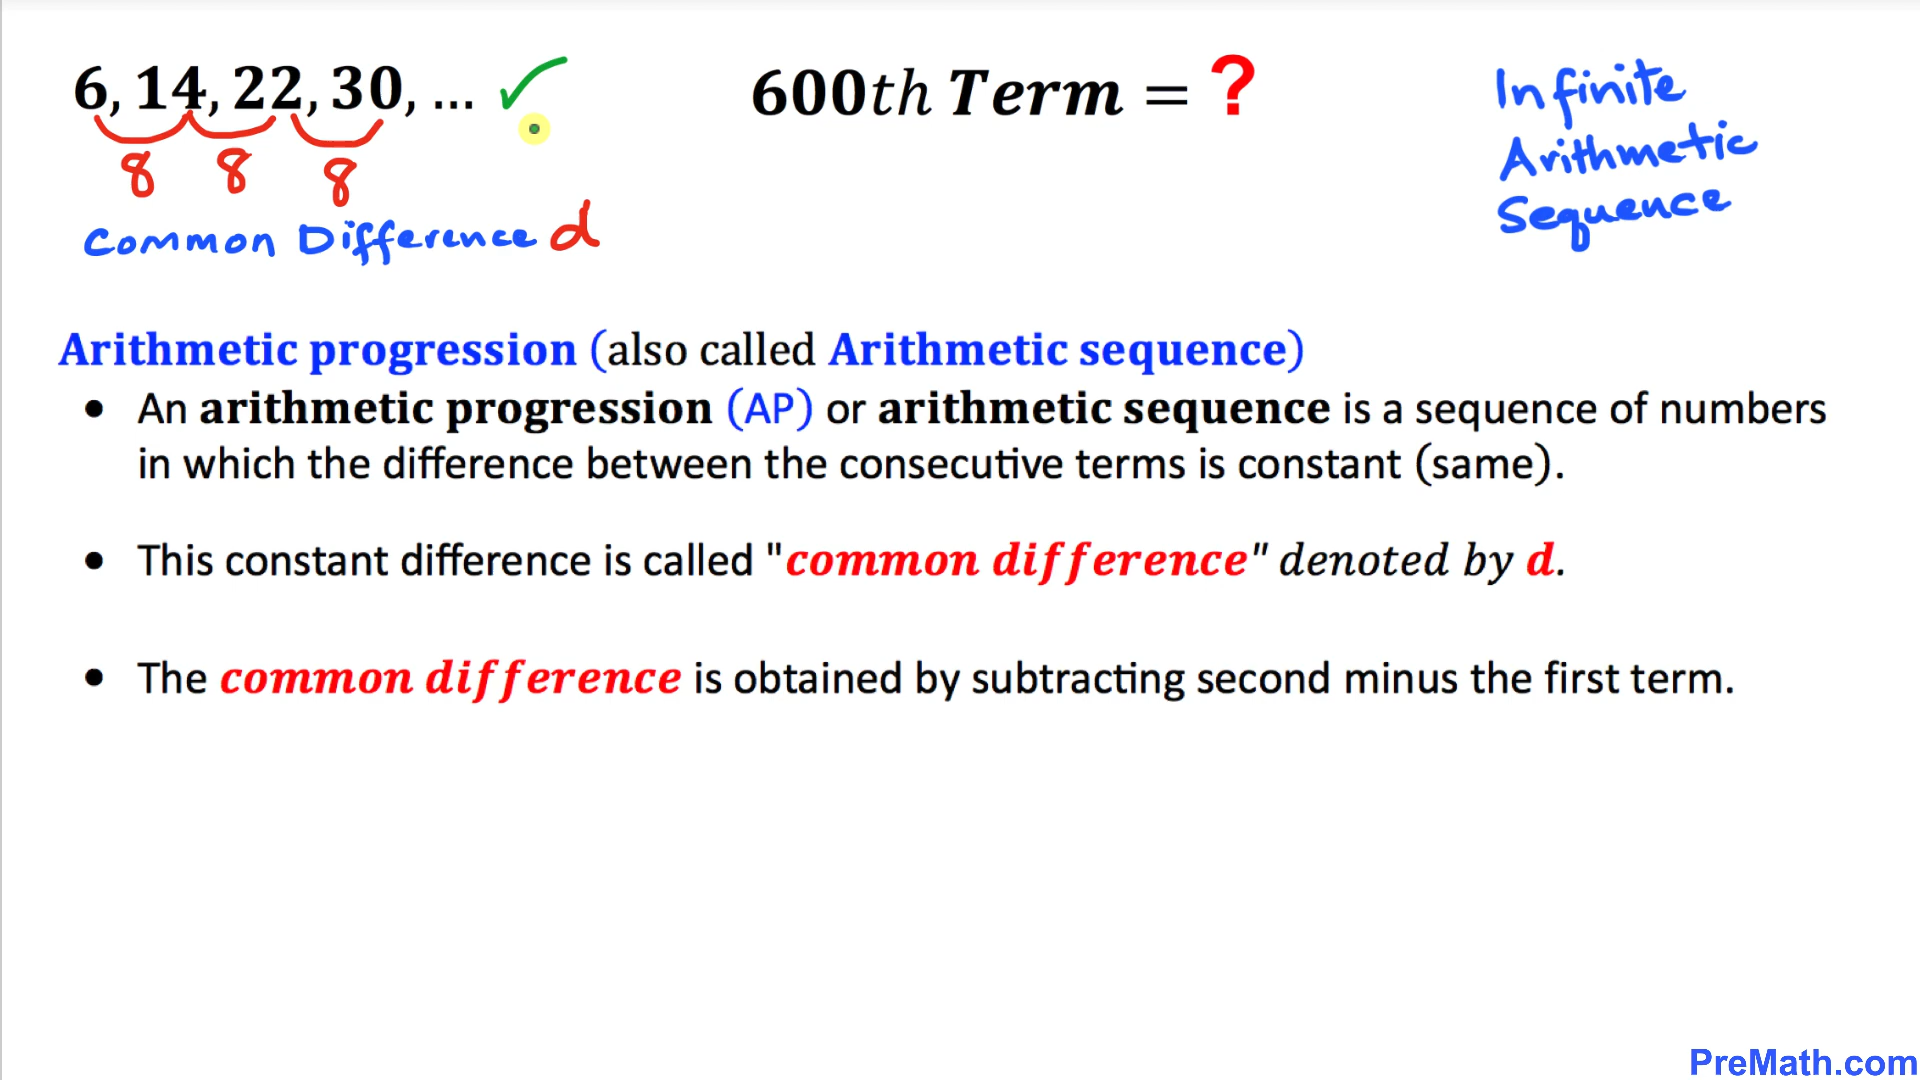 6, 14, 22, 30, ...
600th Term = ?
8 8 8
Common Difference d
Infinite
Arithmetic
Sequence
Arithmetic progression (also called Arithmetic sequence)
• An arithmetic progression (AP) or arithmetic sequence is a sequence of numbers
in which the difference between the consecutive terms is constant (same).
• This constant difference is called "common difference" denoted by d.
• The common difference is obtained by subtracting second minus the first term.
PreMath.com